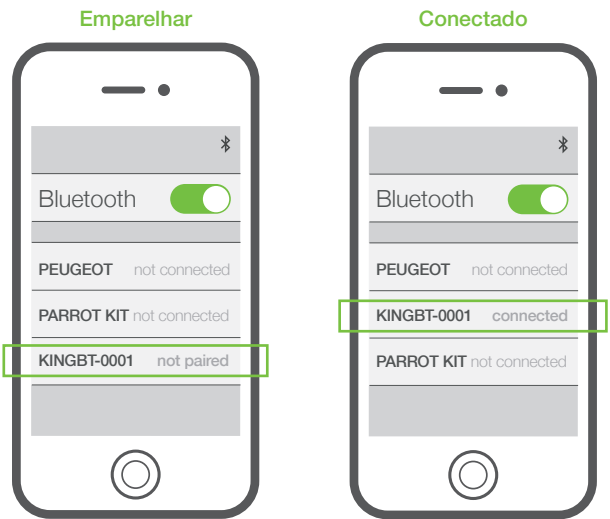 Emparelhar
Bluetooth
PEUGEOT not connected
PARROT KIT not connected
KINGBT-0001 not paired
Conectado
Bluetooth
PEUGEOT not connected
KINGBT-0001 connected
PARROT KIT not connected